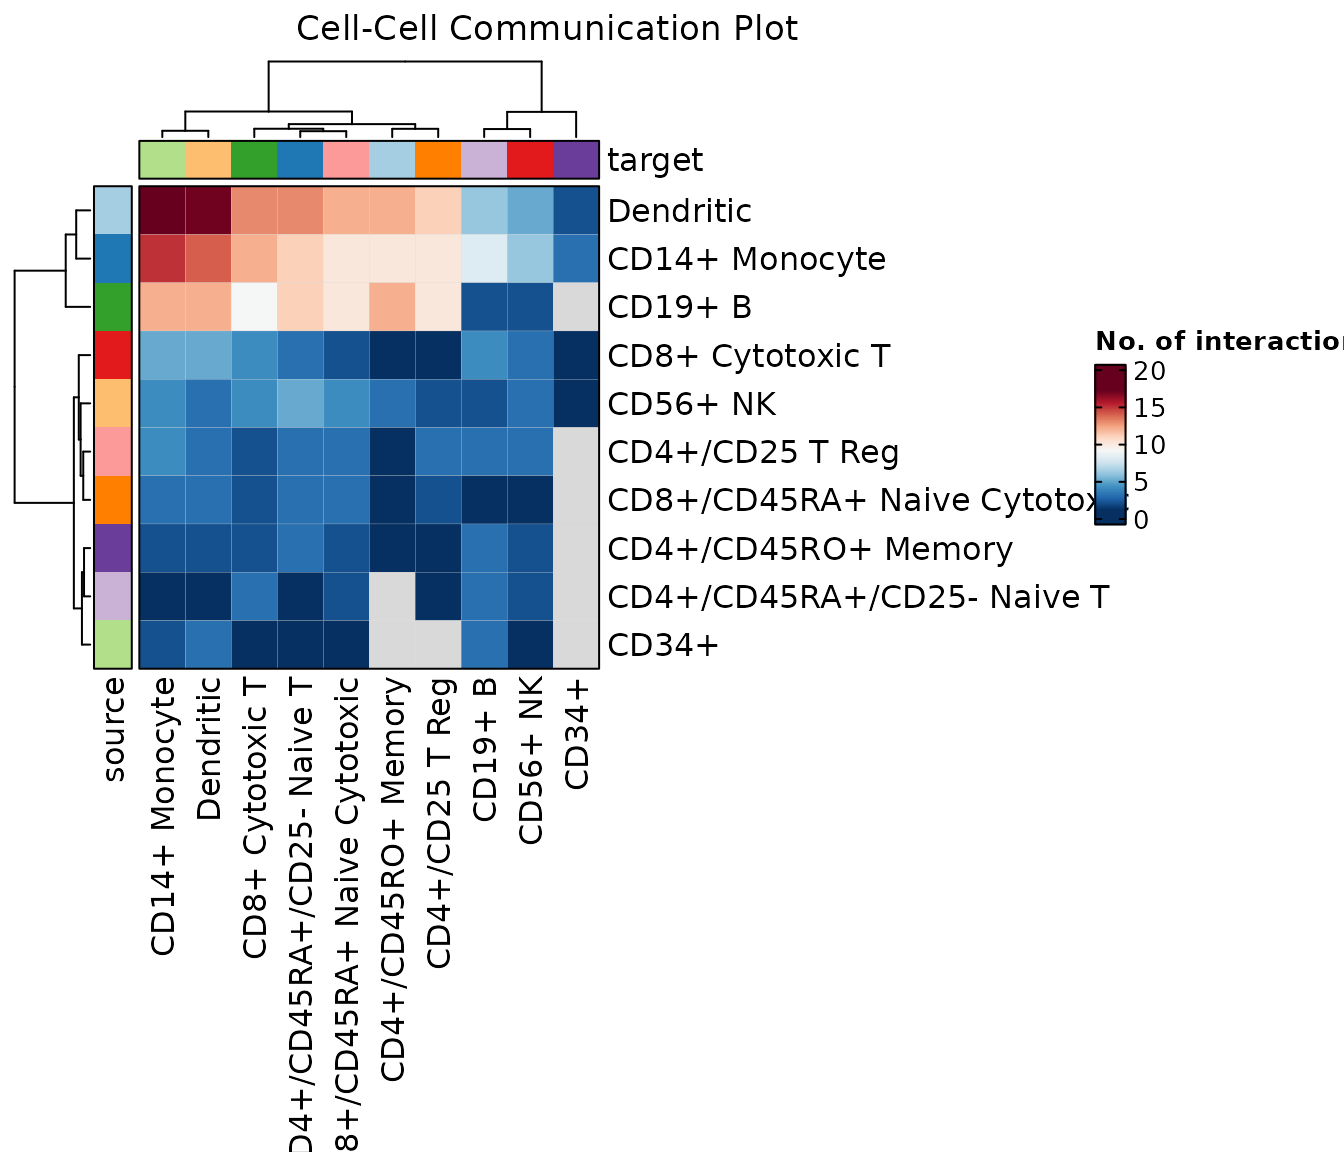 Cell-Cell Communication Plot
target
Dendritic
CD14+ Monocyte
CD19+ B
CD8+ Cytotoxic T
CD56+ NK
CD4+/CD25 T Reg
CD8+/CD45RA+ Naive Cytotox
CD4+/CD45RO+ Memory
CD4+/CD45RA+/CD25- Naive T
CD34+
No. of interactio
20
15
10
5
0
source
CD14+ Monocyte
Dendritic
CD8+ Cytotoxic T
D4+/CD45RA+/CD25- Naive T
8+/CD45RA+ Naive Cytotoxic
CD4+/CD45RO+ Memory
CD4+/CD25 T Reg
CD19+ B
CD56+ NK
CD34+